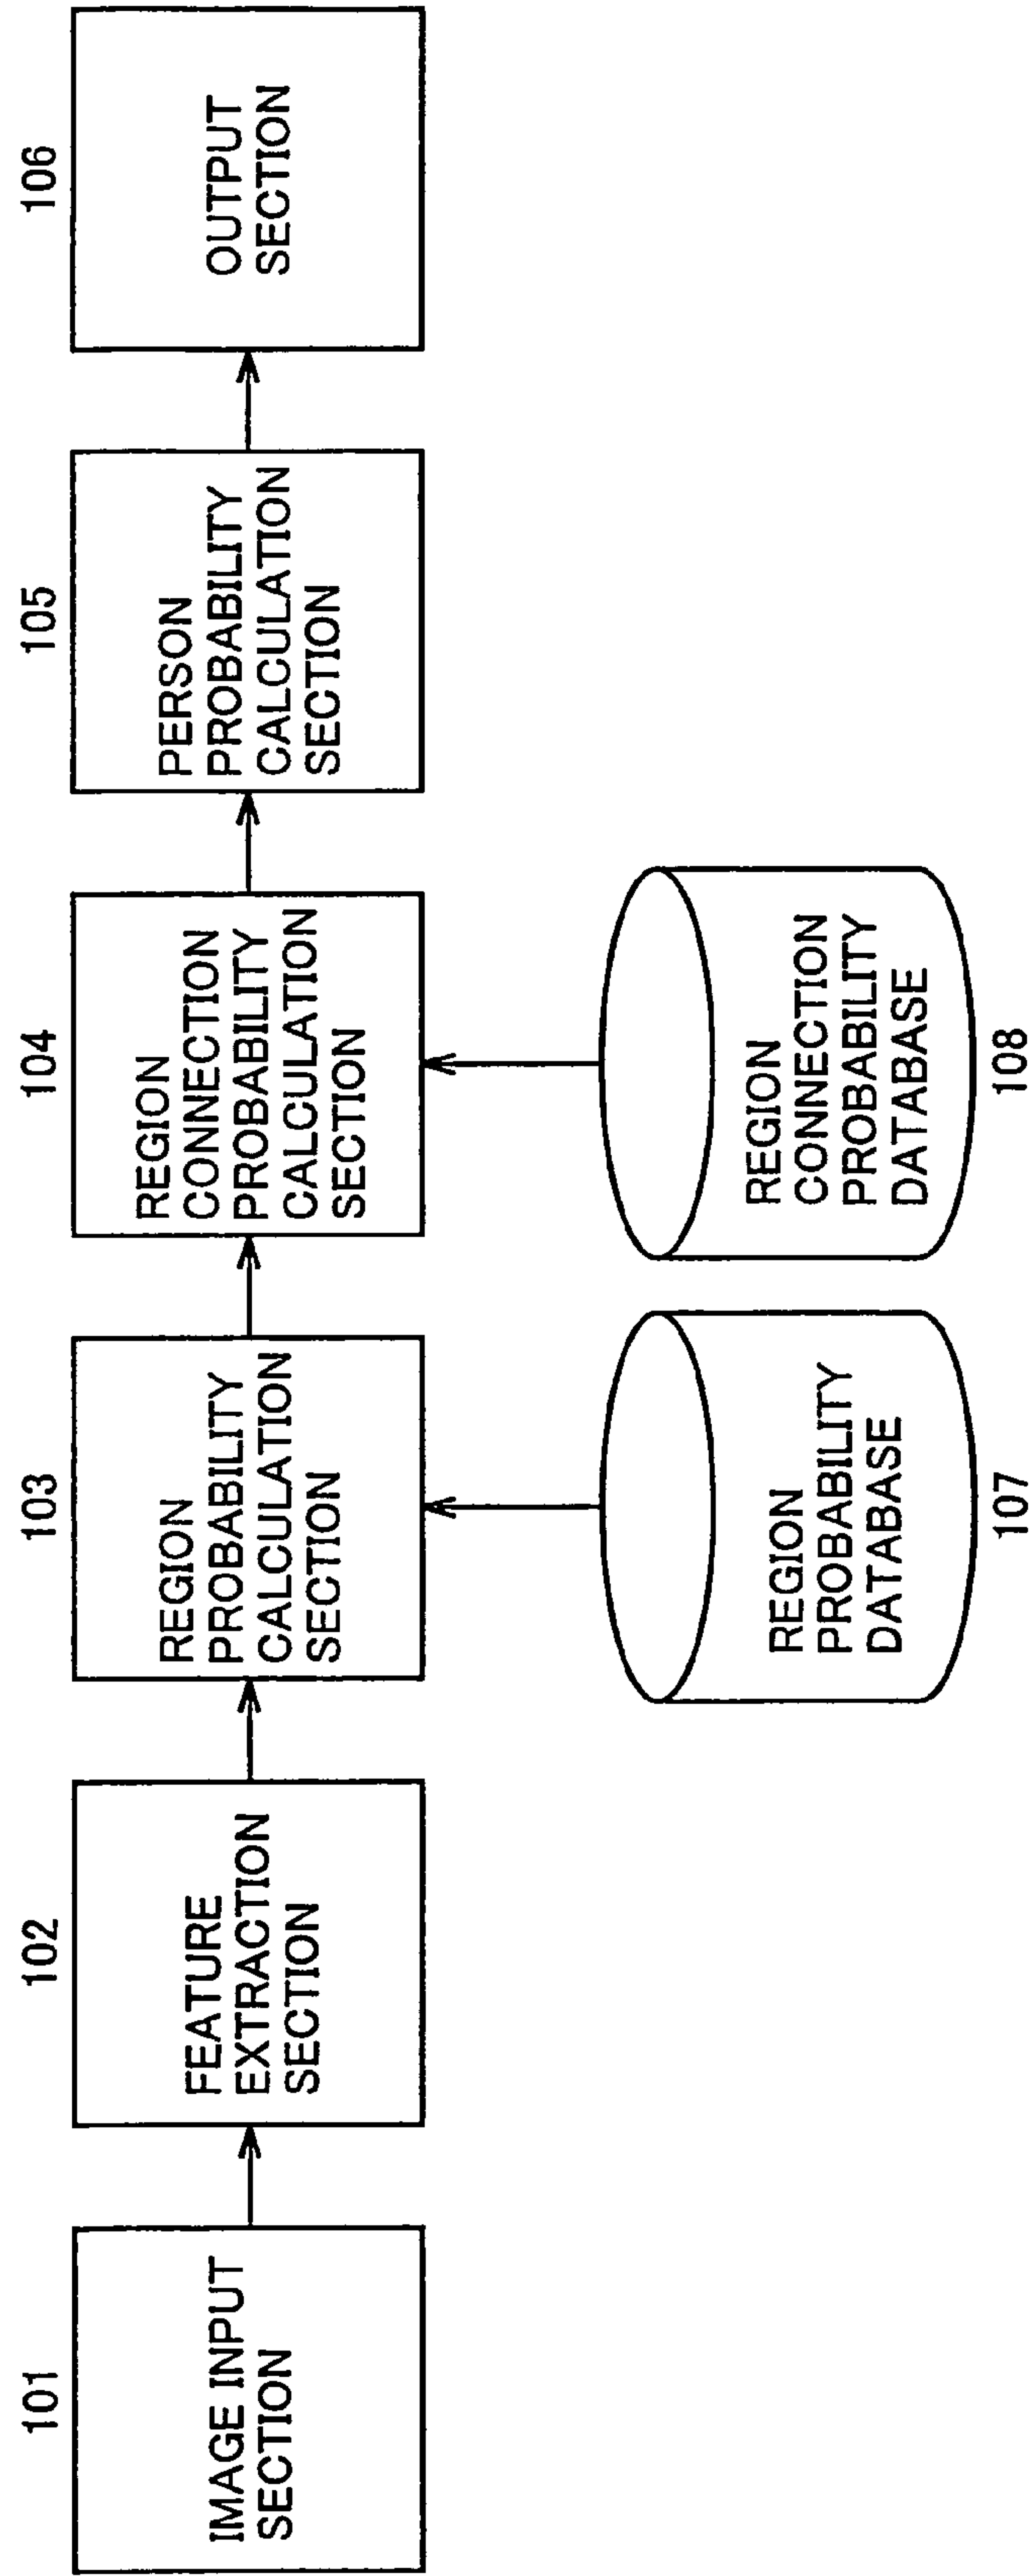 101
IMAGE INPUT
SECTION
102
FEATURE
EXTRACTION
SECTION
103
REGION
PROBABILITY
CALCULATION
SECTION
104
REGION
CONNECTION
PROBABILITY
CALCULATION
SECTION
105
PERSON
PROBABILITY
CALCULATION
SECTION
106
OUTPUT
SECTION
REGION
PROBABILITY
DATABASE
107
REGION
CONNECTION
PROBABILITY
DATABASE
108